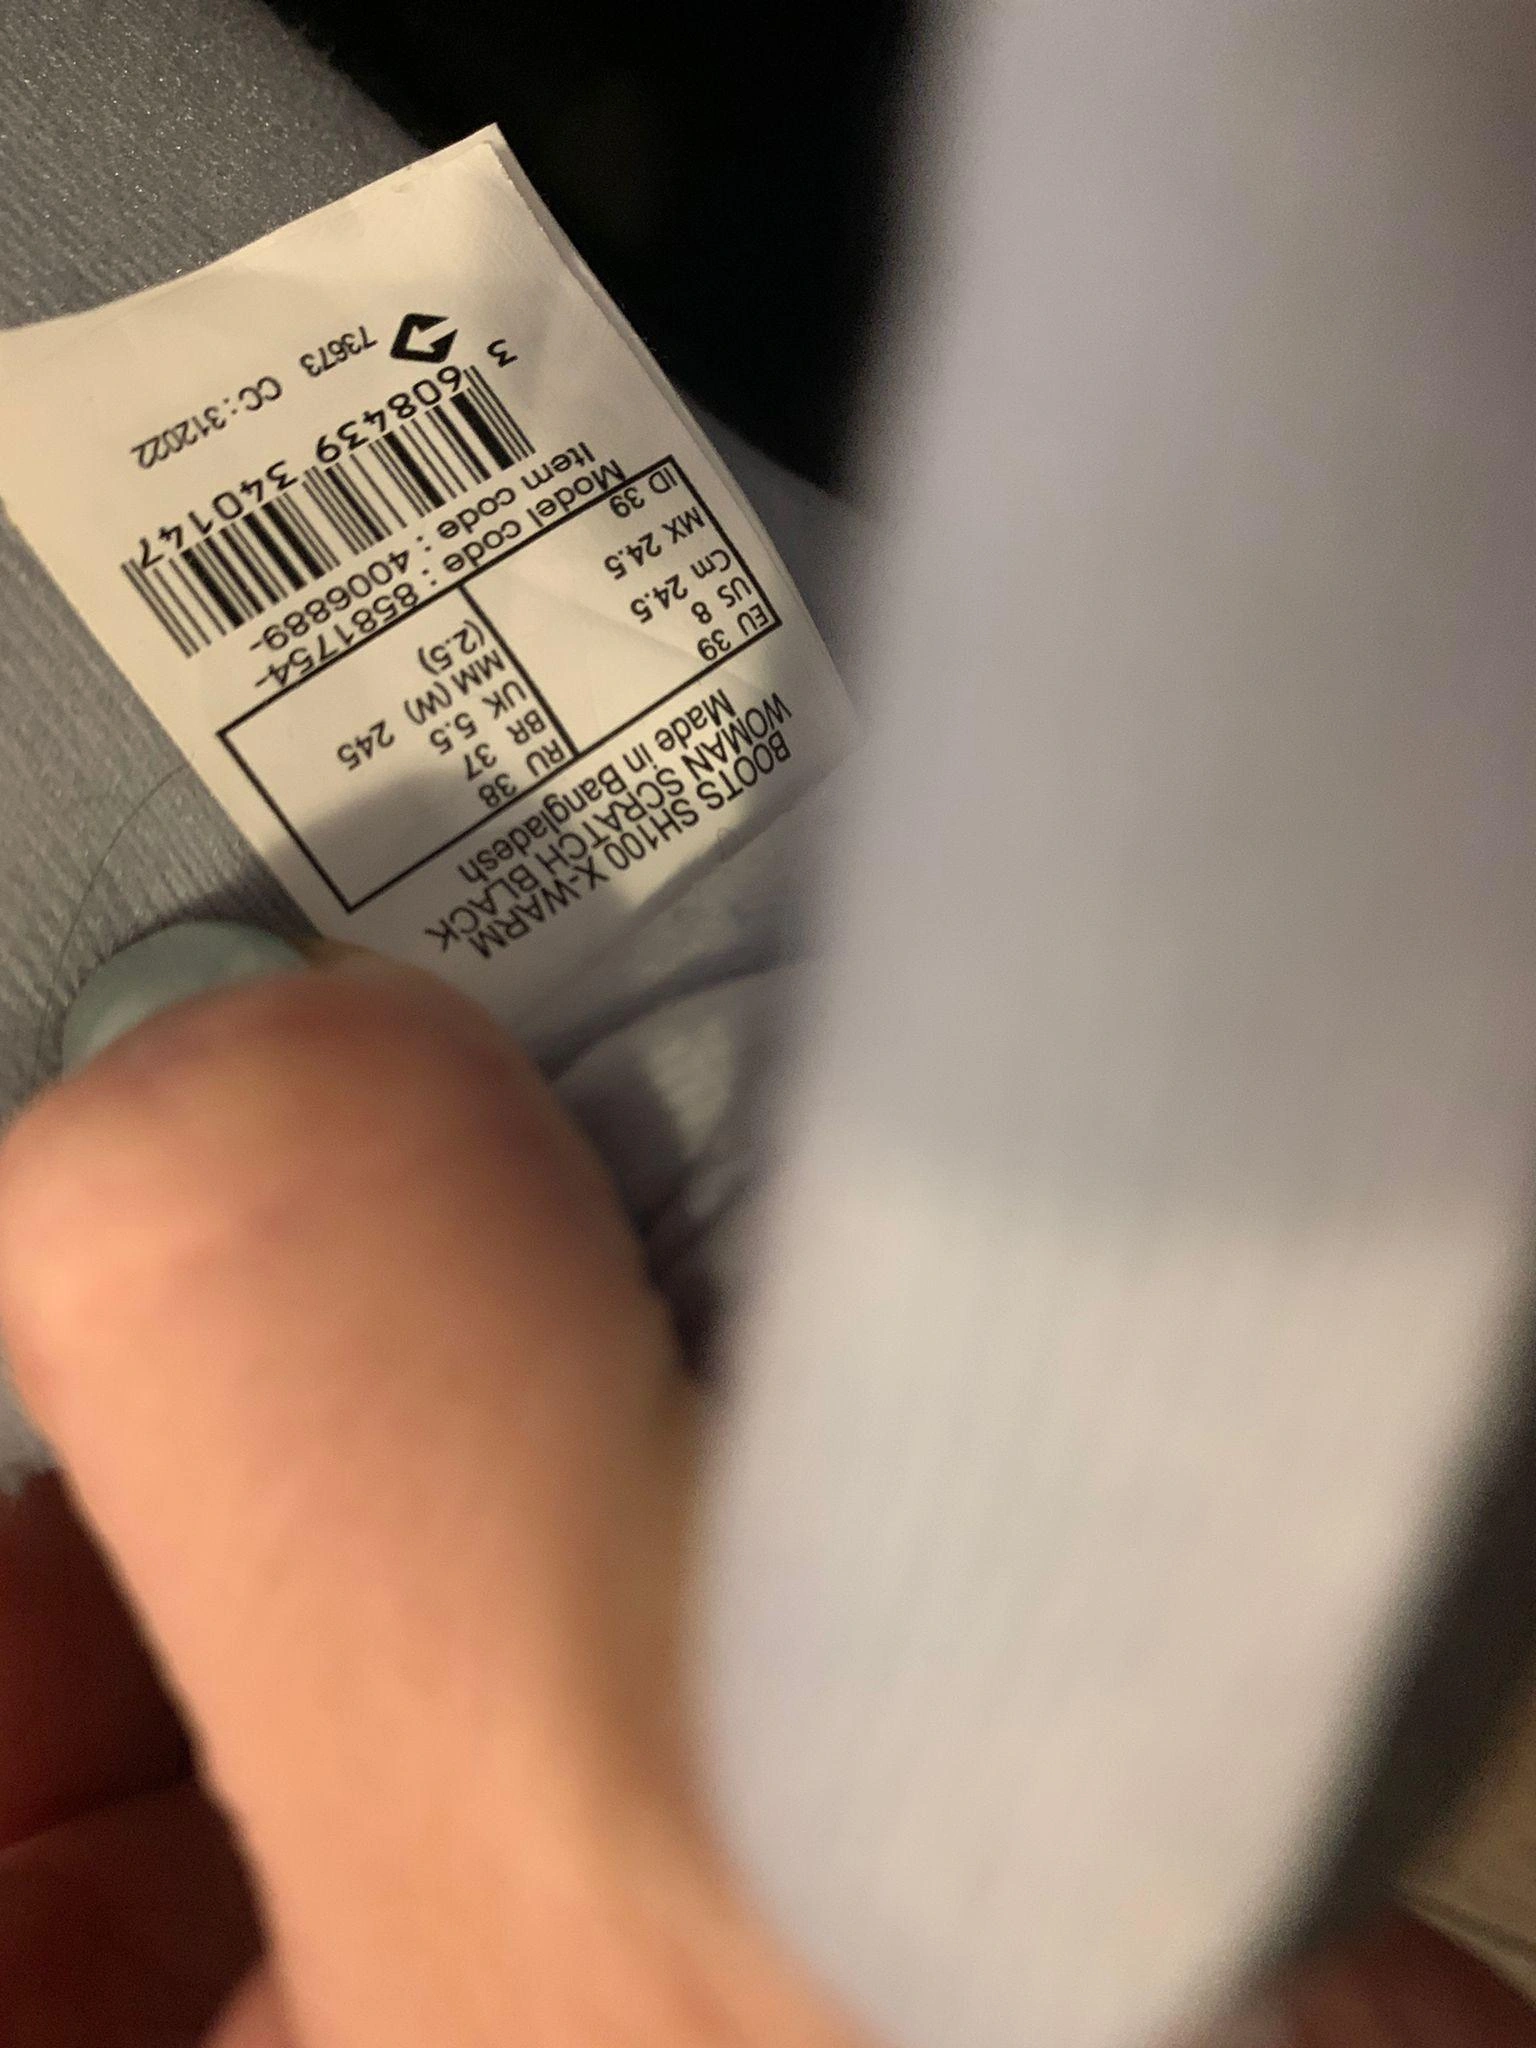 BOOTS SH100 X-WARM
WOMAN SCRATCH BLACK
Made in Bangladesh
EU 39
US 8
Cm 24.5
MX 24.5
ID 39
RU 38
BR 37
UK 5.5
MM (W) 245
(2.5)
Model code : 8581754-
Item code : 4006889-
3 608439 340147
73673 CC:312022